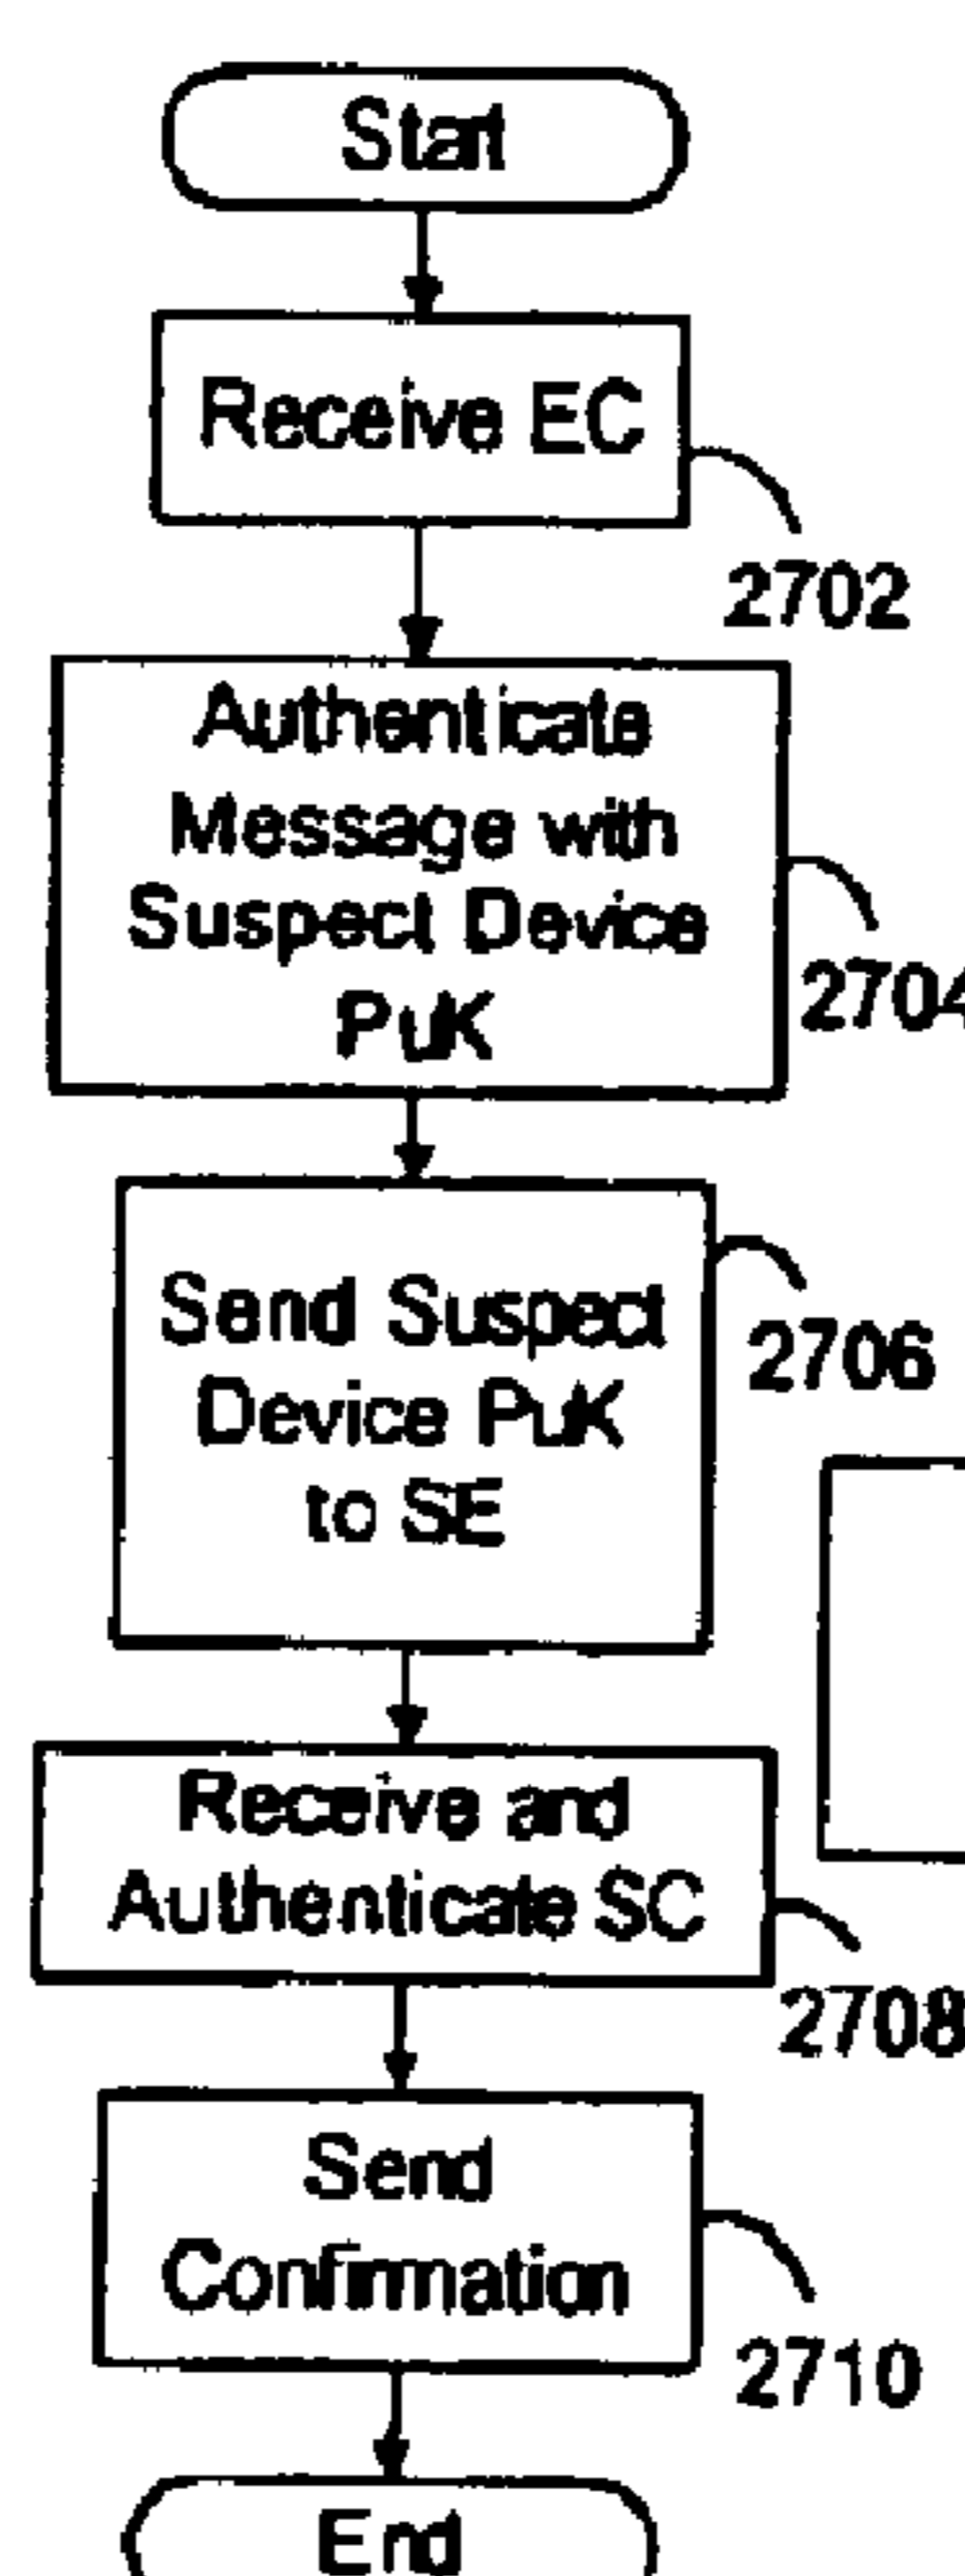 Start
Receive EC
2702
Authenticate
Message with
Suspect Device
PuK
2704
Send Suspect
Device PuK
to SE
2706
Receive and
Authenticate SC
2708
Send
Confirmation
2710
End